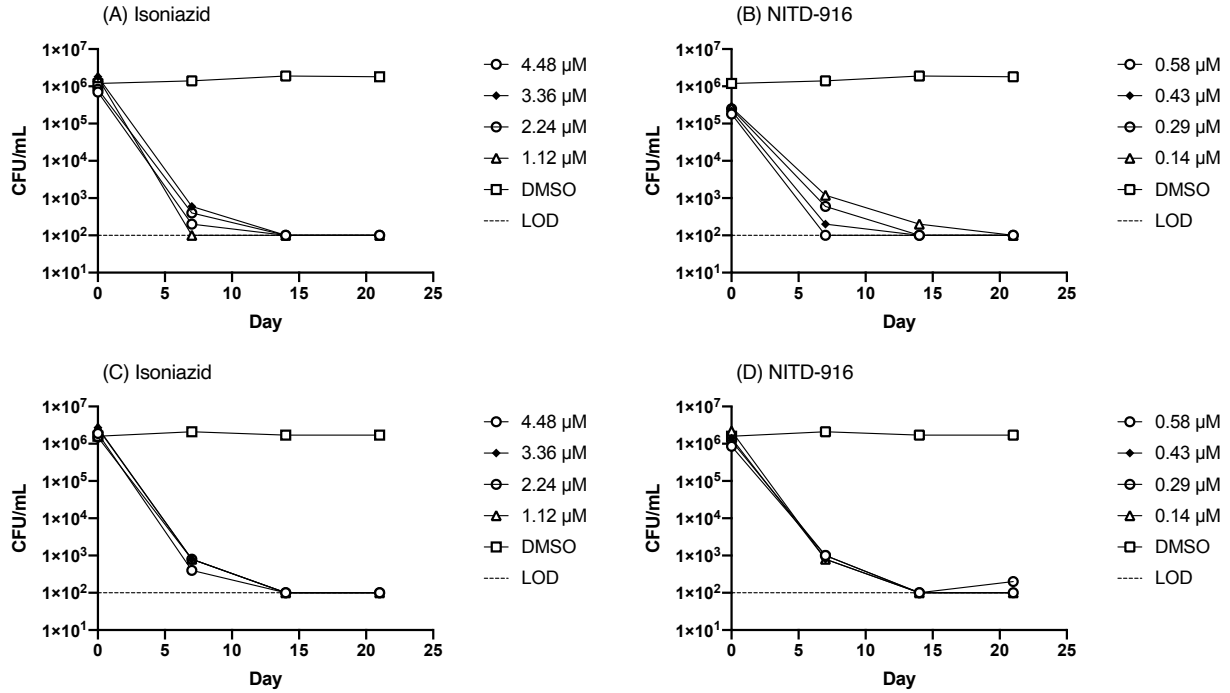 (A) Isoniazid
1×10⁷
1×10⁶
1×10⁵
1×10⁴
1×10³
1×10²
1×10¹
CFU/mL
0 5 10 15 20 25
Day
4.48 µM
3.36 µM
2.24 µM
1.12 µM
DMSO
LOD
(B) NITD-916
1×10⁷
1×10⁶
1×10⁵
1×10⁴
1×10³
1×10²
1×10¹
CFU/mL
0 5 10 15 20 25
Day
0.58 µM
0.43 µM
0.29 µM
0.14 µM
DMSO
LOD
(C) Isoniazid
1×10⁷
1×10⁶
1×10⁵
1×10⁴
1×10³
1×10²
1×10¹
CFU/mL
0 5 10 15 20 25
Day
4.48 µM
3.36 µM
2.24 µM
1.12 µM
DMSO
LOD
(D) NITD-916
1×10⁷
1×10⁶
1×10⁵
1×10⁴
1×10³
1×10²
1×10¹
CFU/mL
0 5 10 15 20 25
Day
0.58 µM
0.43 µM
0.29 µM
0.14 µM
DMSO
LOD